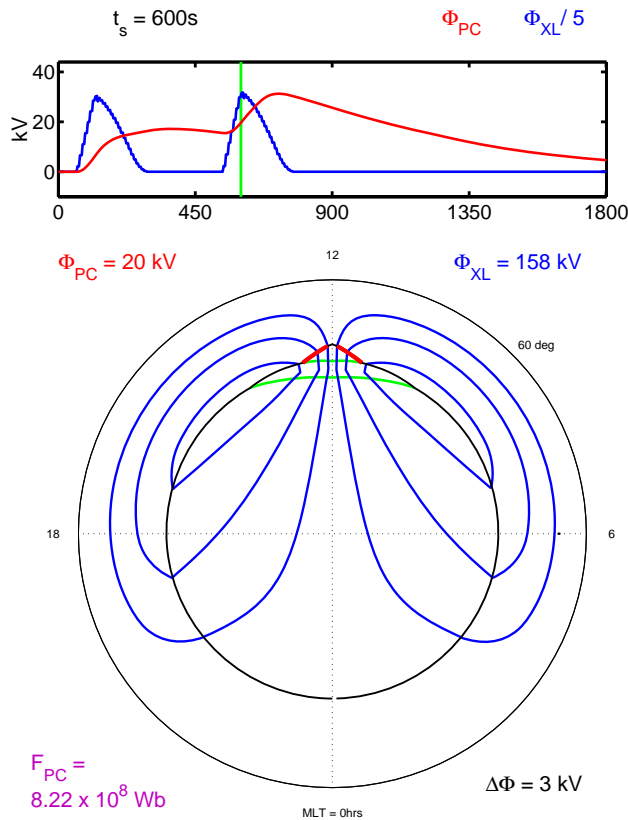 t_s = 600s
Φ_PC Φ_XL/ 5
40
20
0
kV
0 450 900 1350 1800
Φ_PC = 20 kV
12
Φ_XL = 158 kV
60 deg
18
6
F_PC =
8.22 x 10^8 Wb
ΔΦ = 3 kV
MLT = 0hrs